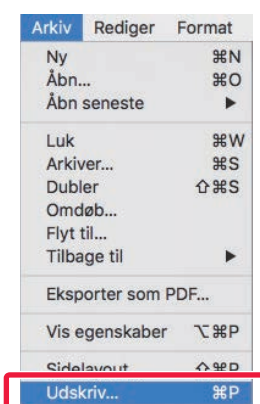 Arkiv Rediger Format
Ny ⌘N
Åbn... ⌘O
Åbn seneste ▶
Luk ⌘W
Arkiver... ⌘S
Dubler ⇧⌘S
Omdøb...
Flyt til...
Tilbage til ▶
Eksporter som PDF...
Vis egenskaber ⌥⌘P
Sidelayout ⇧⌘P
Udskriv... ⌘P